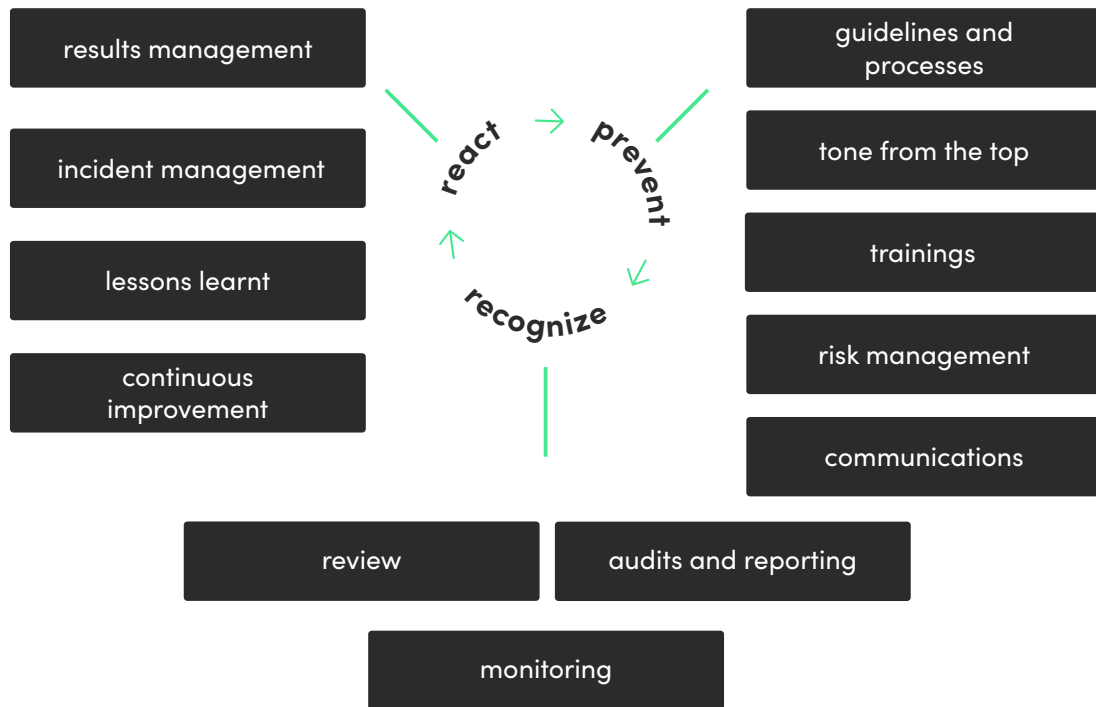 results management
incident management
lessons learnt
continuous
improvement
react
prevent
recognize
guidelines and
processes
tone from the top
trainings
risk management
communications
review
audits and reporting
monitoring